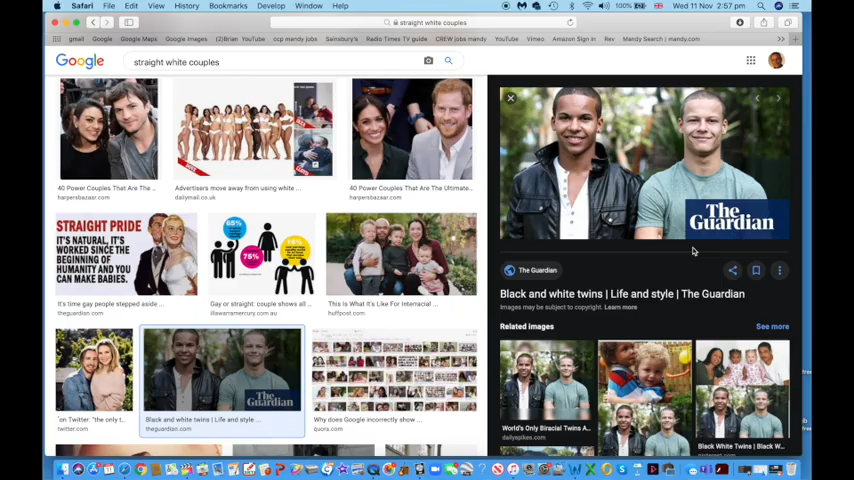 Safari File Edit View History Bookmarks Develop Window Help
100% Wed 11 Nov 2:57 pm
straight white couples
gmail Google Google Maps Google Images (2)Brian YouTube ccp mandy jobs Sainsbury's Radio Times TV guide CREW jobs mandy YouTube Vimeo Amazon Sign In Rev Mandy Search | mandy.com
Google
straight white couples
40 Power Couples That Are The ...
harpersbazaar.com
Advertisers move away from using white ...
dailymail.co.uk
40 Power Couples That Are The Ultimate...
harpersbazaar.com
STRAIGHT PRIDE
IT'S NATURAL, IT'S
WORKED SINCE THE
BEGINNING OF
HUMANITY AND YOU
CAN MAKE BABIES.
It's time gay people stepped aside ...
theguardian.com
65%
75%
Gay or straight: couple shows all ...
illawarramercury.com.au
This Is What It's Like For Interracial ...
huffpost.com
on Twitter: "the only t...
twitter.com
The Guardian
Black and white twins | Life and style ...
theguardian.com
Why does Google incorrectly show ...
quora.com
The
Guardian
The Guardian
Black and white twins | Life and style | The Guardian
Images may be subject to copyright. Learn more
Related images
See more
World's Only Biracial Twins A...
dailyepikes.com
Black White Twins | Black W...
pinterest.com